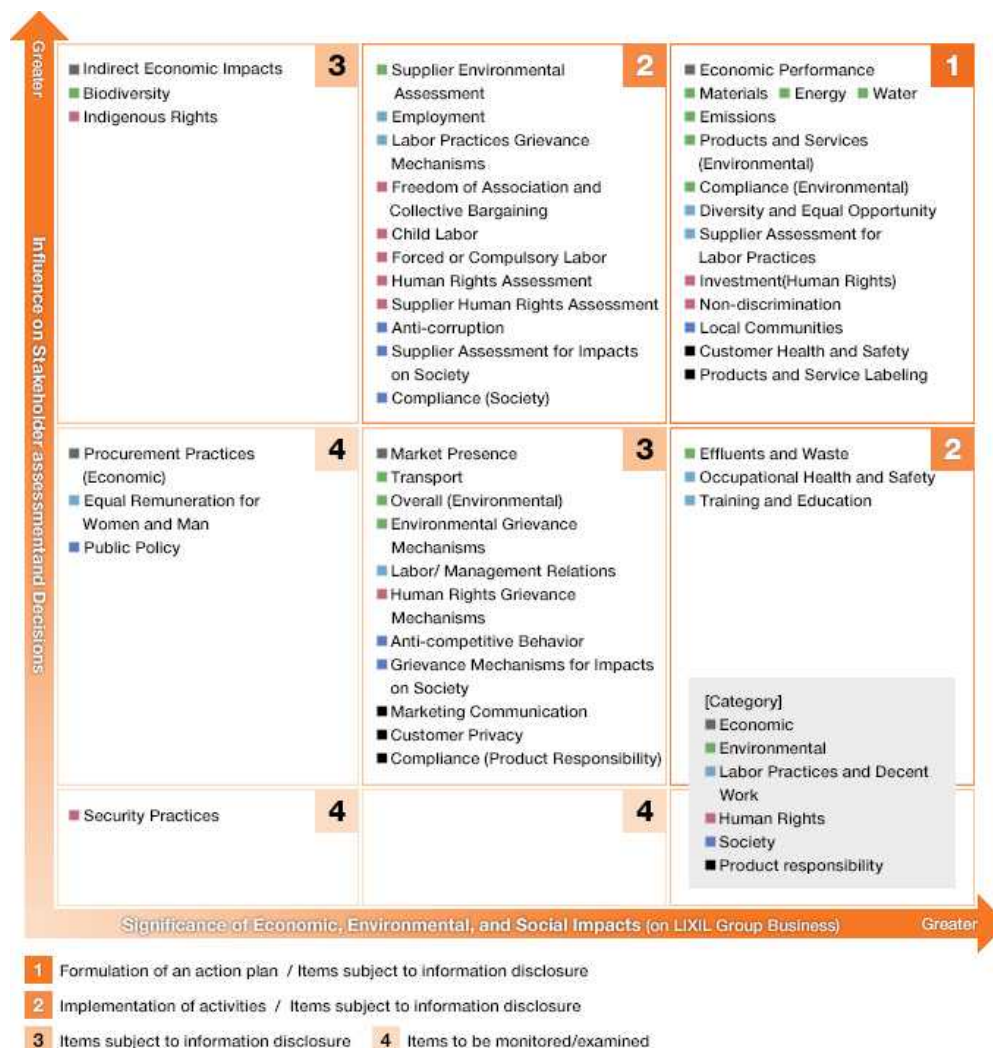 Greater
Influence on Stakeholder assessmentand Decisions
3
Indirect Economic Impacts
Biodiversity
Indigenous Rights
2
Supplier Environmental
Assessment
Employment
Labor Practices Grievance
Mechanisms
Freedom of Association and
Collective Bargaining
Child Labor
Forced or Compulsory Labor
Human Rights Assessment
Supplier Human Rights Assessment
Anti-corruption
Supplier Assessment for Impacts
on Society
Compliance (Society)
1
Economic Performance
Materials Energy Water
Emissions
Products and Services
(Environmental)
Compliance (Environmental)
Diversity and Equal Opportunity
Supplier Assessment for
Labor Practices
Investment(Human Rights)
Non-discrimination
Local Communities
Customer Health and Safety
Products and Service Labeling
4
Procurement Practices
(Economic)
Equal Remuneration for
Women and Man
Public Policy
3
Market Presence
Transport
Overall (Environmental)
Environmental Grievance
Mechanisms
Labor/ Management Relations
Human Rights Grievance
Mechanisms
Anti-competitive Behavior
Grievance Mechanisms for Impacts
on Society
Marketing Communication
Customer Privacy
Compliance (Product Responsibility)
2
Effluents and Waste
Occupational Health and Safety
Training and Education
4
Security Practices
4
[Category]
Economic
Environmental
Labor Practices and Decent
Work
Human Rights
Society
Product responsibility
Significance of Economic, Environmental, and Social Impacts (on LIXIL Group Business) Greater
1 Formulation of an action plan / Items subject to information disclosure
2 Implementation of activities / Items subject to information disclosure
3 Items subject to information disclosure 4 Items to be monitored/examined